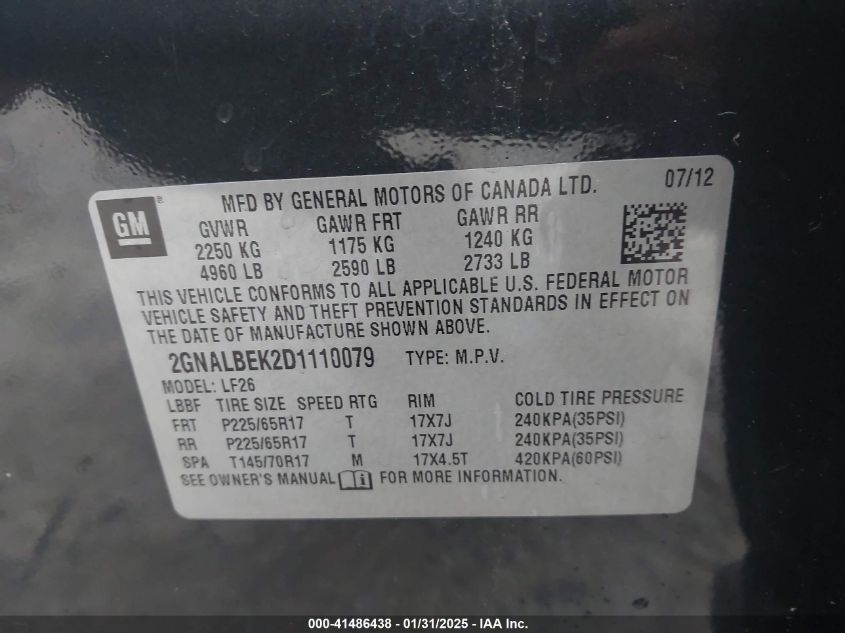 GM®
MFD BY GENERAL MOTORS OF CANADA LTD. 07/12
GVWR GAWR FRT GAWR RR
2250 KG 1175 KG 1240 KG
4960 LB 2590 LB 2733 LB
THIS VEHICLE CONFORMS TO ALL APPLICABLE U.S. FEDERAL MOTOR
VEHICLE SAFETY AND THEFT PREVENTION STANDARDS IN EFFECT ON
THE DATE OF MANUFACTURE SHOWN ABOVE.
2GNALBEK2D1110079 TYPE: M.P.V.
MODEL: LF26
LBBF TIRE SIZE SPEED RTG RIM COLD TIRE PRESSURE
FRT P225/65R17 T 17X7J 240KPA(35PSI)
RR P225/65R17 T 17X7J 240KPA(35PSI)
SPA T145/70R17 M 17X4.5T 420KPA(60PSI)
SEE OWNER'S MANUAL FOR MORE INFORMATION.
000-41486438 - 01/31/2025 - IAA Inc.